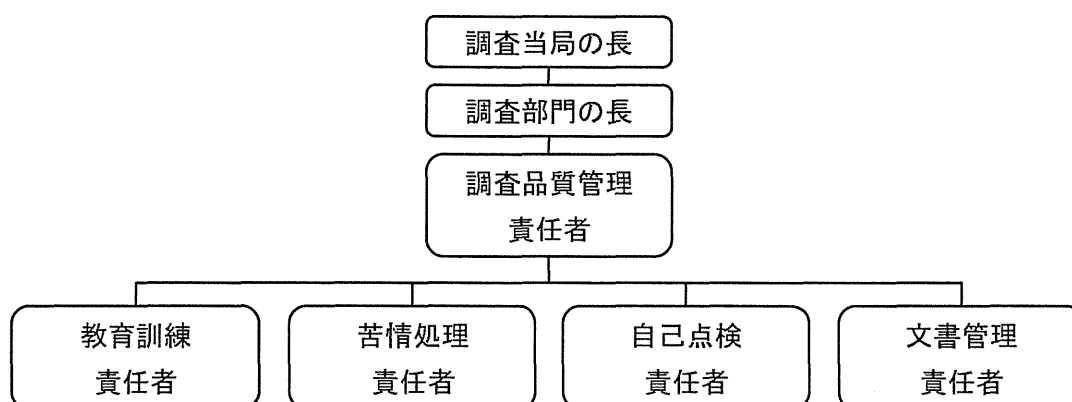 調査当局の長
調査部門の長
調査品質管理
責任者
教育訓練
責任者
苦情処理
責任者
自己点検
責任者
文書管理
責任者